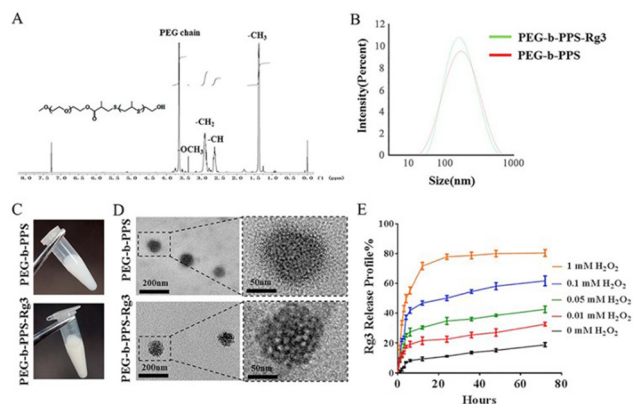 A
PEG chain
-CH3
-CH2
-OCH3
-CH
O
O
O
O
S
S
OH
8.0
7.5
7.0
6.5
6.0
5.5
5.0
4.5
4.0
3.5
3.0
2.5
2.0
1.5
1.0
0.5
0.0
f1 (ppm)
B
PEG-b-PPS-Rg3
PEG-b-PPS
Intensity(Percent)
12
10
8
6
4
2
0
10
100
1000
Size(nm)
C
PEG-b-PPS
PEG-b-PPS-Rg3
D
PEG-b-PPS
200nm
50nm
PEG-b-PPS-Rg3
200nm
50nm
E
Rg3 Release Profile%
100
80
60
40
20
0
0
20
40
60
80
Hours
1 mM H2O2
0.1 mM H2O2
0.05 mM H2O2
0.01 mM H2O2
0 mM H2O2